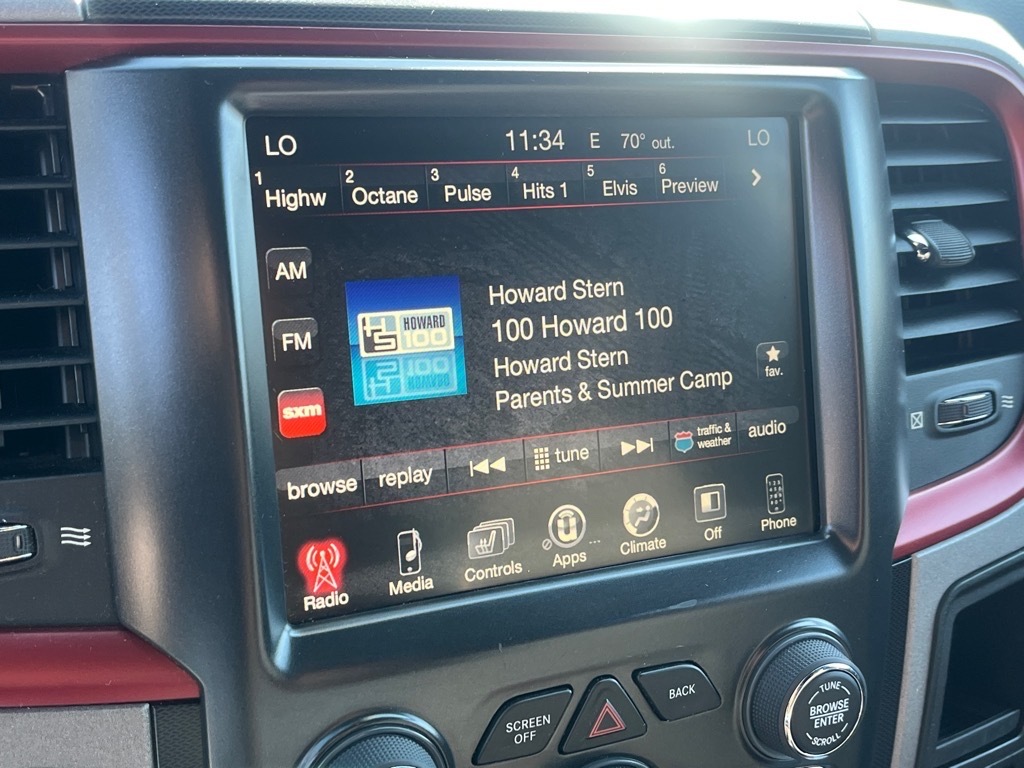 LO 11:34 E 70° out. LO
1 Highw 2 Octane 3 Pulse 4 Hits 1 5 Elvis 6 Preview
AM
FM
sxm
HS HOWARD 100
Howard Stern
100 Howard 100
Howard Stern
Parents & Summer Camp
fav.
browse replay tune traffic & weather audio
Radio Media Controls Apps Climate Off Phone
SCREEN OFF
BACK
TUNE
BROWSE
ENTER
SCROLL